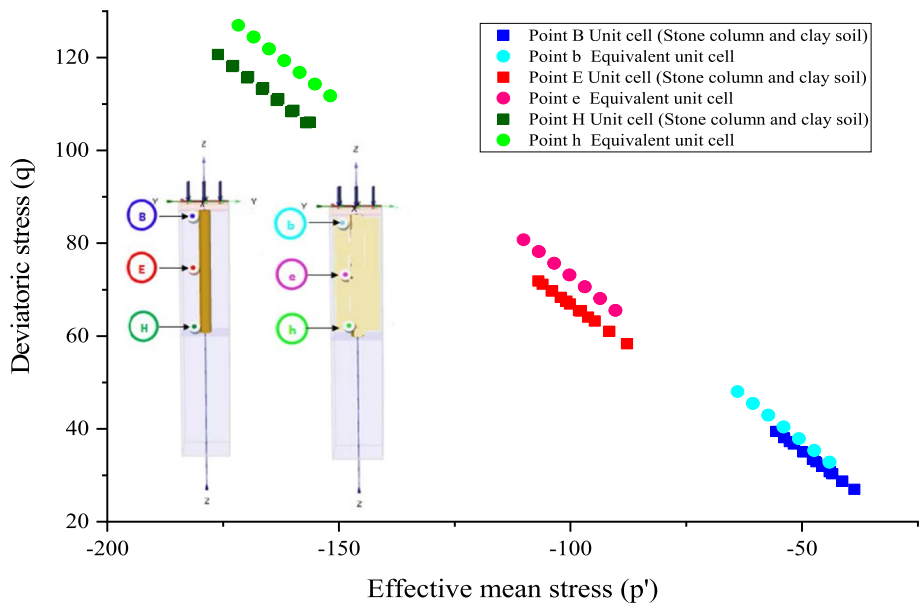 120
100
80
60
40
20
Deviatoric stress (q)
-200
-150
-100
-50
Effective mean stress (p')
Point B Unit cell (Stone column and clay soil)
Point b Equivalent unit cell
Point E Unit cell (Stone column and clay soil)
Point e Equivalent unit cell
Point H Unit cell (Stone column and clay soil)
Point h Equivalent unit cell
Z
Z
Y
X
Y
X
Y
B
b
E
e
H
h
Z
Z